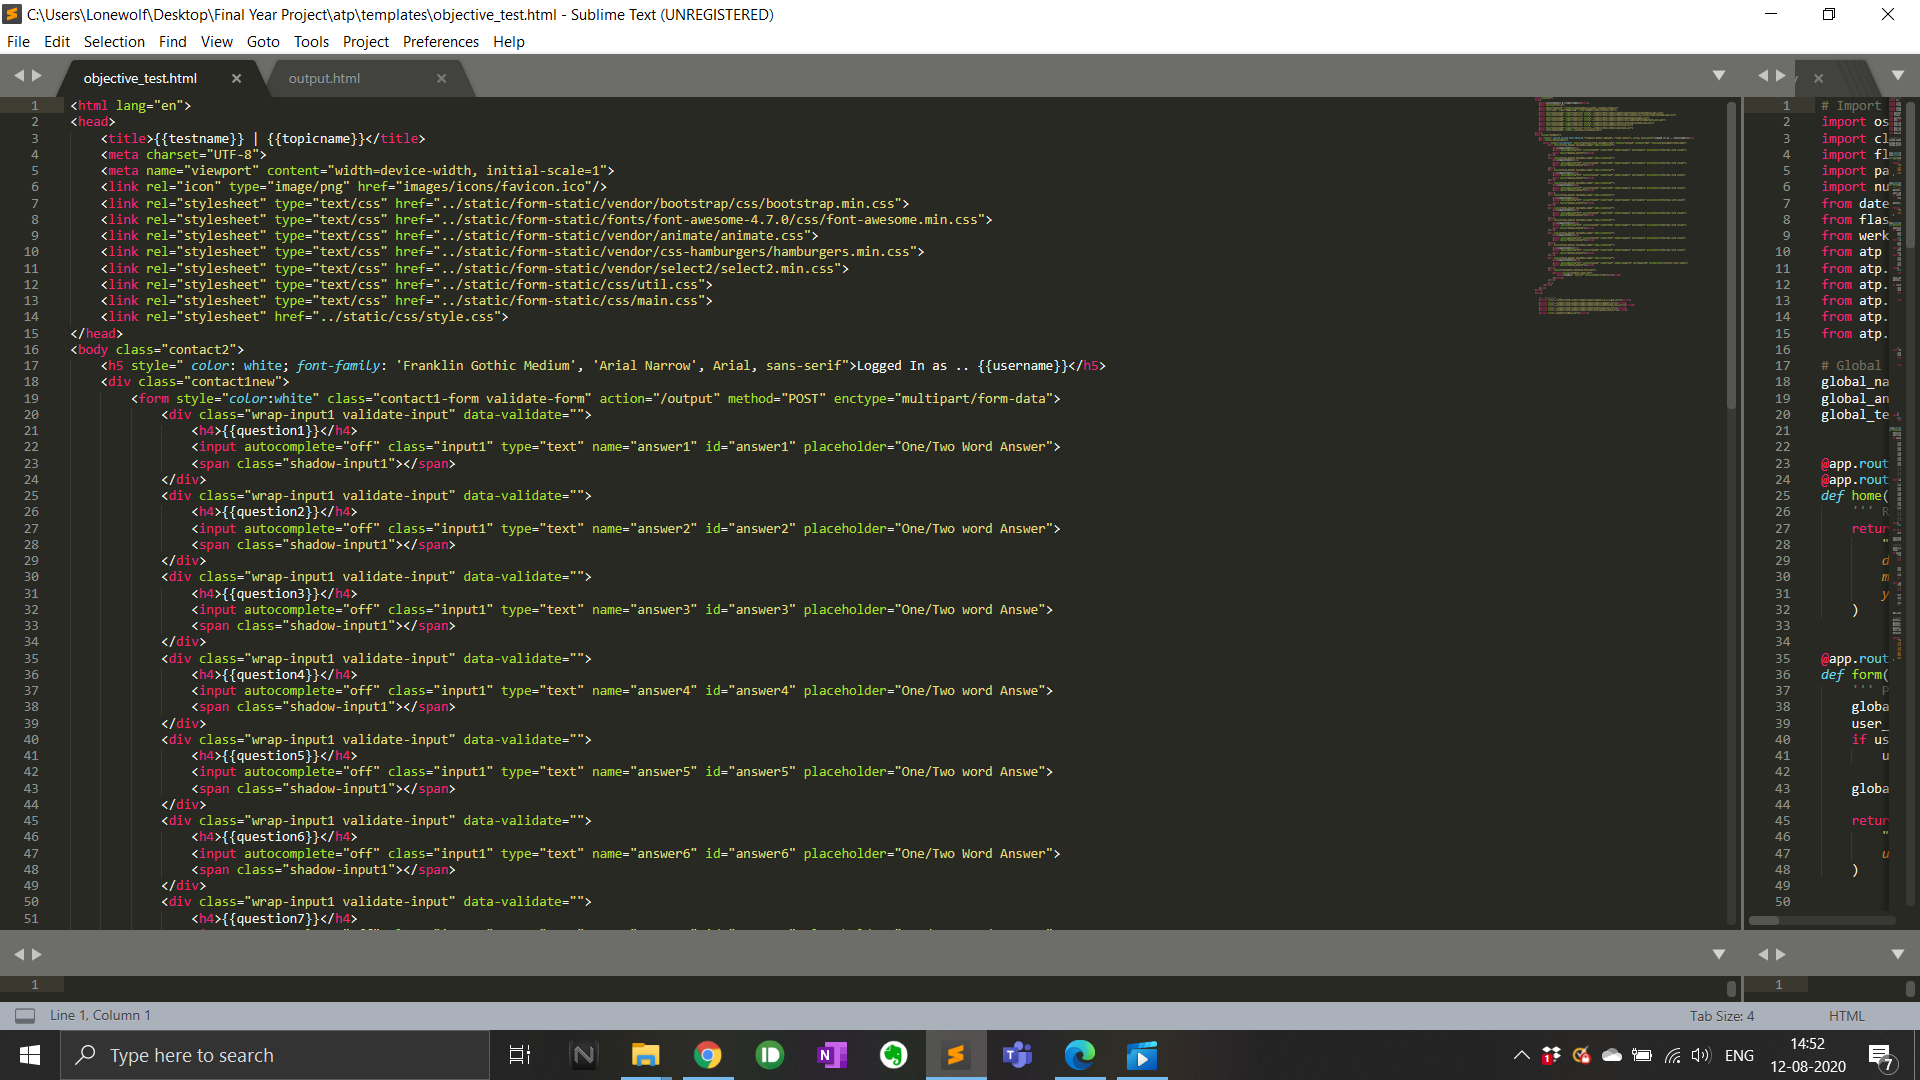 C:\Users\Lonewolf\Desktop\Final Year Project\atp\templates\objective_test.html - Sublime Text (UNREGISTERED)
File Edit Selection Find View Goto Tools Project Preferences Help
objective_test.html output.html
1 <html lang="en">
2 <head>
3 <title>{{testname}} | {{topicname}}</title>
4 <meta charset="UTF-8">
5 <meta name="viewport" content="width=device-width, initial-scale=1">
6 <link rel="icon" type="image/png" href="images/icons/favicon.ico"/>
7 <link rel="stylesheet" type="text/css" href="../static/form-static/vendor/bootstrap/css/bootstrap.min.css">
8 <link rel="stylesheet" type="text/css" href="../static/form-static/fonts/font-awesome-4.7.0/css/font-awesome.min.css">
9 <link rel="stylesheet" type="text/css" href="../static/form-static/vendor/animate/animate.css">
10 <link rel="stylesheet" type="text/css" href="../static/form-static/vendor/css-hamburgers/hamburgers.min.css">
11 <link rel="stylesheet" type="text/css" href="../static/form-static/vendor/select2/select2.min.css">
12 <link rel="stylesheet" type="text/css" href="../static/form-static/css/util.css">
13 <link rel="stylesheet" type="text/css" href="../static/form-static/css/main.css">
14 <link rel="stylesheet" href="../static/css/style.css">
15 </head>
16 <body class="contact2">
17 <h5 style=" color: white; font-family: 'Franklin Gothic Medium', 'Arial Narrow', Arial, sans-serif">Logged In as .. {{username}}</h5>
18 <div class="contact1new">
19 <form style="color:white" class="contact1-form validate-form" action="/output" method="POST" enctype="multipart/form-data">
20 <div class="wrap-input1 validate-input" data-validate="">
21 <h4>{{question1}}</h4>
22 <input autocomplete="off" class="input1" type="text" name="answer1" id="answer1" placeholder="One/Two Word Answer">
23 <span class="shadow-input1"></span>
24 </div>
25 <div class="wrap-input1 validate-input" data-validate="">
26 <h4>{{question2}}</h4>
27 <input autocomplete="off" class="input1" type="text" name="answer2" id="answer2" placeholder="One/Two word Answer">
28 <span class="shadow-input1"></span>
29 </div>
30 <div class="wrap-input1 validate-input" data-validate="">
31 <h4>{{question3}}</h4>
32 <input autocomplete="off" class="input1" type="text" name="answer3" id="answer3" placeholder="One/Two word Answe">
33 <span class="shadow-input1"></span>
34 </div>
35 <div class="wrap-input1 validate-input" data-validate="">
36 <h4>{{question4}}</h4>
37 <input autocomplete="off" class="input1" type="text" name="answer4" id="answer4" placeholder="One/Two word Answe">
38 <span class="shadow-input1"></span>
39 </div>
40 <div class="wrap-input1 validate-input" data-validate="">
41 <h4>{{question5}}</h4>
42 <input autocomplete="off" class="input1" type="text" name="answer5" id="answer5" placeholder="One/Two word Answe">
43 <span class="shadow-input1"></span>
44 </div>
45 <div class="wrap-input1 validate-input" data-validate="">
46 <h4>{{question6}}</h4>
47 <input autocomplete="off" class="input1" type="text" name="answer6" id="answer6" placeholder="One/Two Word Answer">
48 <span class="shadow-input1"></span>
49 </div>
50 <div class="wrap-input1 validate-input" data-validate="">
51 <h4>{{question7}}</h4>
1 # Import
2 import os
3 import cl
4 import fl
5 import pa
6 import nu
7 from date
8 from flas
9 from werk
10 from atp
11 from atp.
12 from atp.
13 from atp.
14 from atp.
15 from atp.
16
17 # Global
18 global_na
19 global_an
20 global_te
21
22
23 @app.rout
24 @app.rout
25 def home(
26 ''' R
27 retur
28 "
29 d
30 m
31 y
32 )
33
34
35 @app.rout
36 def form(
37 ''' P
38 globa
39 user_
40 if us
41 u
42
43 globa
44
45 retur
46 "
47 u
48 )
49
50
1
1
Line 1, Column 1 Tab Size: 4 HTML
Type here to search
ENG
14:52
12-08-2020
7